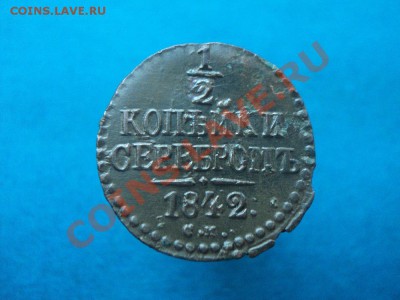 COINS.LAVE.RU
1
2
КОПѢЙКИ
СЕРЕБРОМЪ
1842.
С.М.
COINS.LAVE.RU